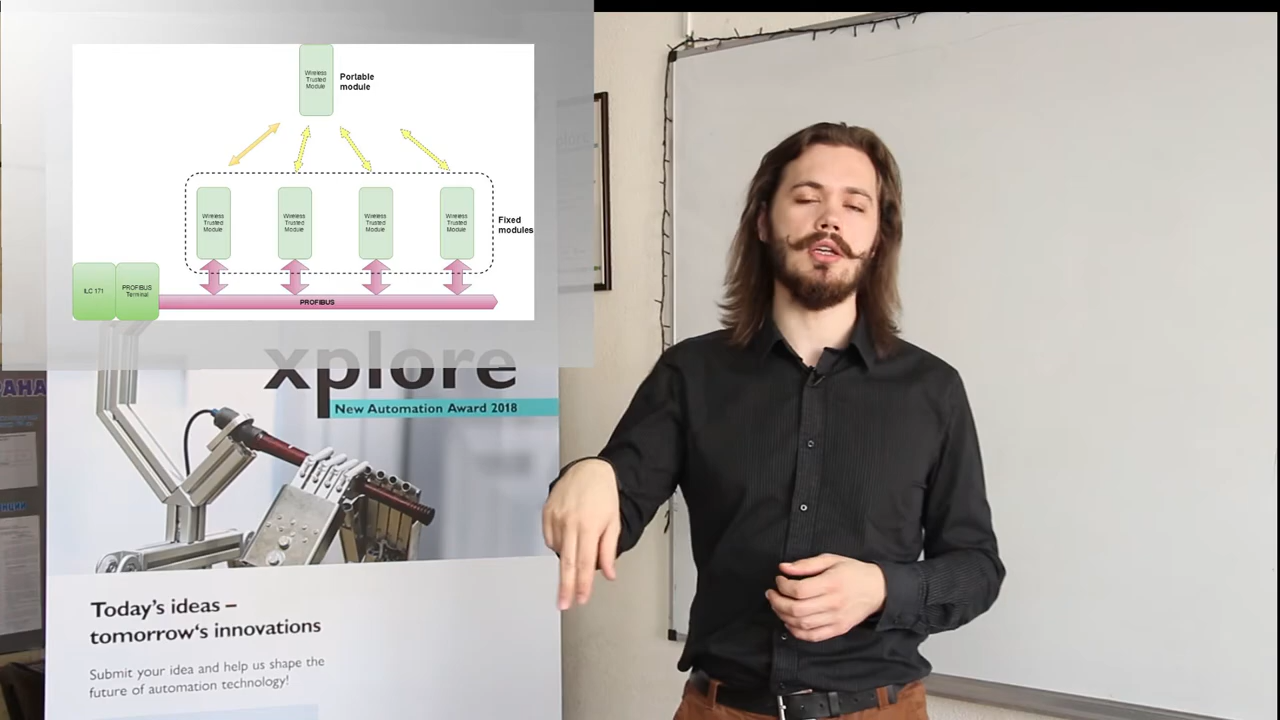 Wireless
Trusted
Module
Portable
module
Wireless
Trusted
Module
Wireless
Trusted
Module
Wireless
Trusted
Module
Wireless
Trusted
Module
Fixed
modules
ILC 171
PROFIBUS
Terminal
PROFIBUS
xplore
New Automation Award 2018
Today's ideas –
tomorrow's innovations
Submit your idea and help us shape the
future of automation technology!